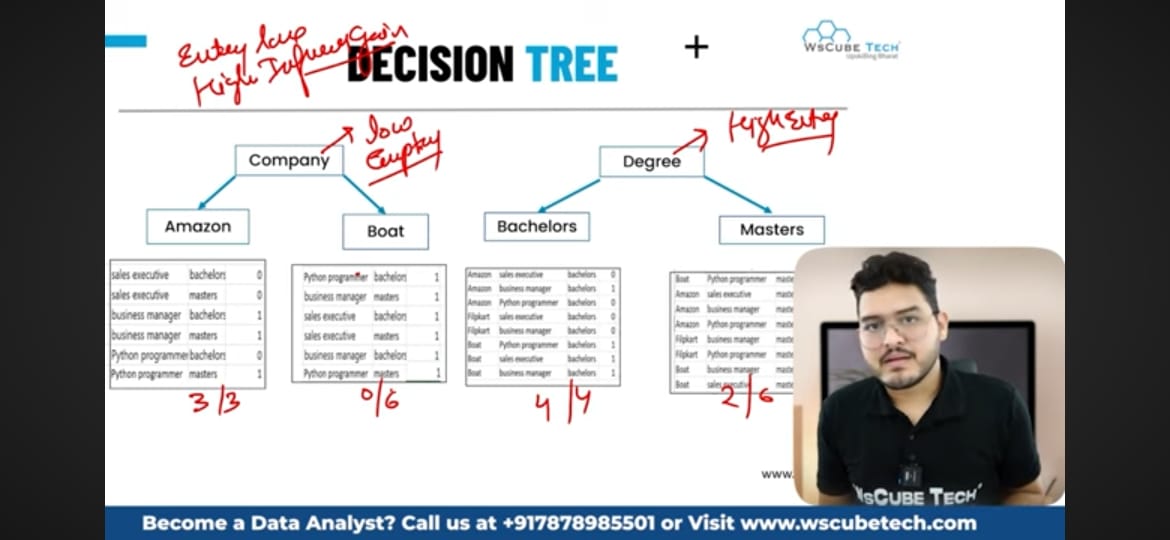 Entry low
High Information Gain
DECISION TREE
+
WsCUBE TECH
Upskilling Bharat
low
Entropy
High Entropy
Company
Degree
Amazon
Boat
Bachelors
Masters
sales executive bachelors 0
sales executive masters 0
business manager bachelors 1
business manager masters 1
Python programmer bachelors 0
Python programmer masters 1
3/3
Python programmer bachelors 1
business manager masters 1
sales executive bachelors 1
sales executive masters 1
business manager bachelors 1
Python programmer masters 1
0/6
Amazon sales executive bachelors 0
Amazon business manager bachelors 1
Amazon Python programmer bachelors 0
Flipkart sales executive bachelors 0
Flipkart business manager bachelors 0
Boat Python programmer bachelors 1
Boat sales executive bachelors 1
Boat business manager bachelors 1
4/4
Boat Python programmer maste
Amazon sales executive maste
Amazon business manager maste
Amazon Python programmer maste
Flipkart business manager maste
Flipkart Python programmer maste
Boat business manager maste
Boat sales executive maste
2/6
www.
WsCUBE TECH
Become a Data Analyst? Call us at +917878985501 or Visit www.wscubetech.com